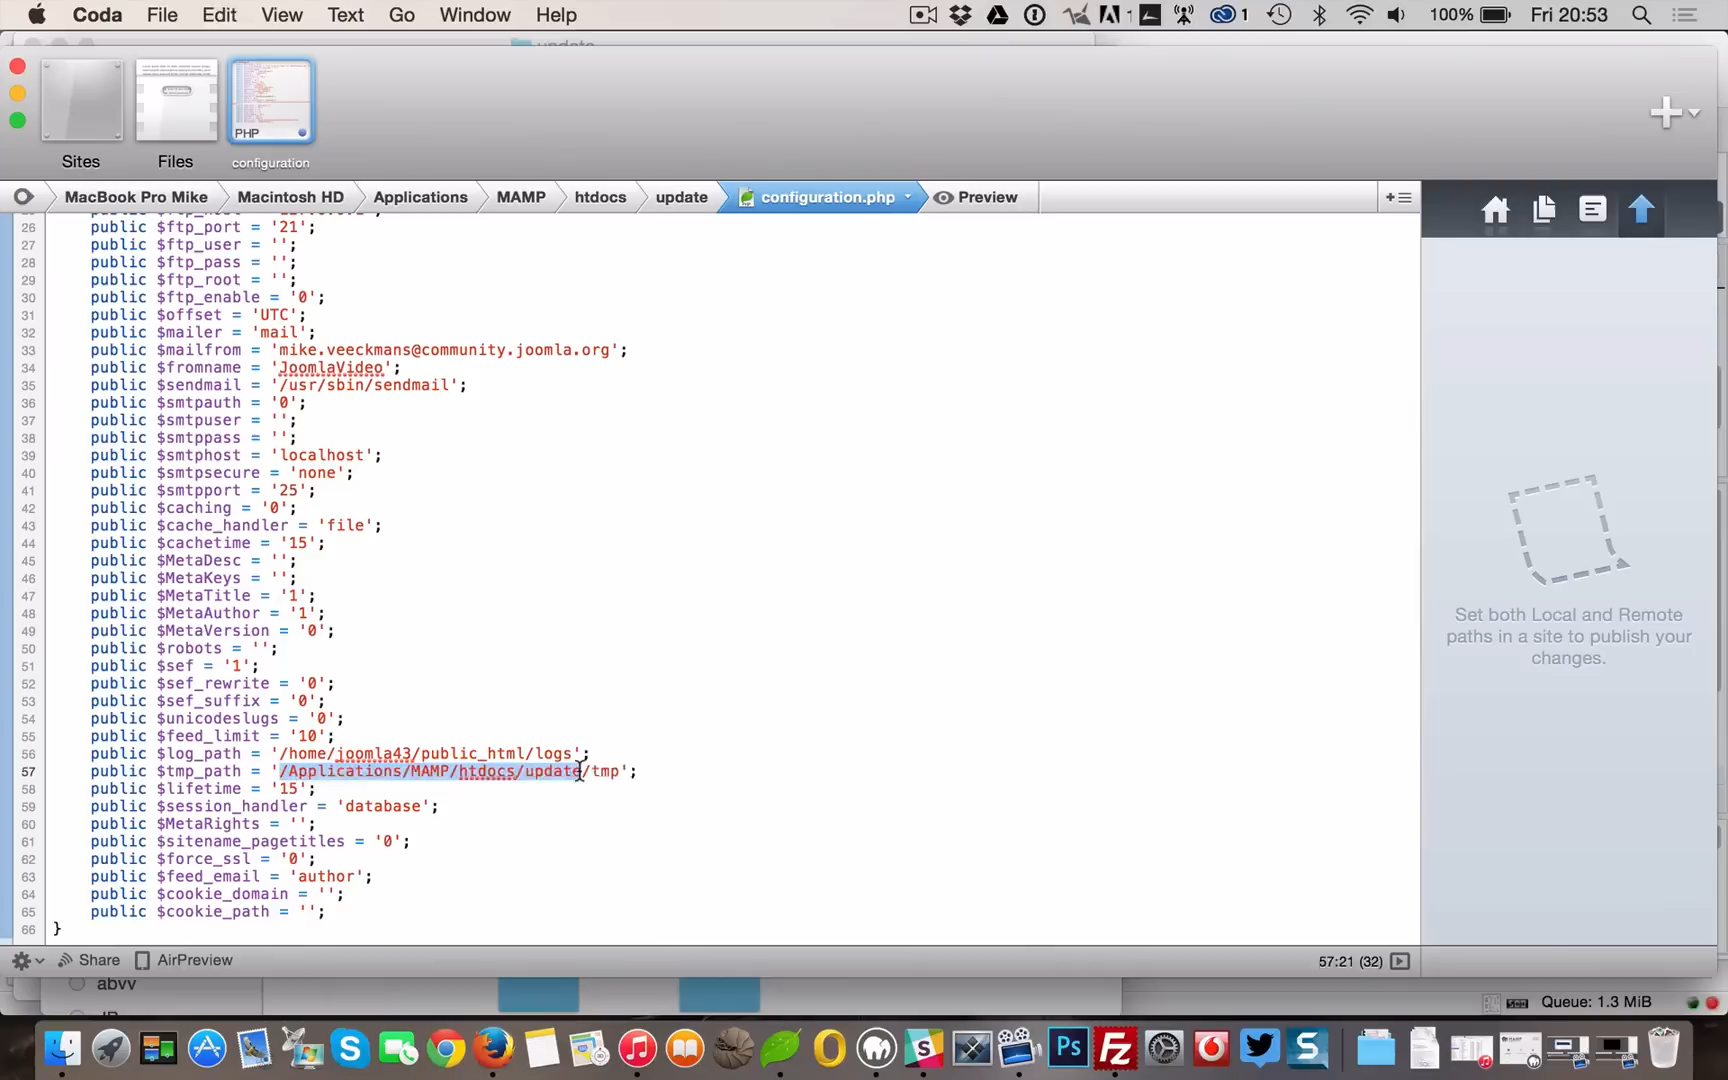 Coda File Edit View Text Go Window Help 1 1 100% Fri 20:53
update
PHP
Sites Files configuration
MacBook Pro Mike Macintosh HD Applications MAMP htdocs update configuration.php Preview
26 public $ftp_port = '21';
27 public $ftp_user = '';
28 public $ftp_pass = '';
29 public $ftp_root = '';
30 public $ftp_enable = '0';
31 public $offset = 'UTC';
32 public $mailer = 'mail';
33 public $mailfrom = 'mike.veeckmans@community.joomla.org';
34 public $fromname = 'JoomlaVideo';
35 public $sendmail = '/usr/sbin/sendmail';
36 public $smtpauth = '0';
37 public $smtpuser = '';
38 public $smtppass = '';
39 public $smtphost = 'localhost';
40 public $smtpsecure = 'none';
41 public $smtpport = '25';
42 public $caching = '0';
43 public $cache_handler = 'file';
44 public $cachetime = '15';
45 public $MetaDesc = '';
46 public $MetaKeys = '';
47 public $MetaTitle = '1';
48 public $MetaAuthor = '1';
49 public $MetaVersion = '0';
50 public $robots = '';
51 public $sef = '1';
52 public $sef_rewrite = '0';
53 public $sef_suffix = '0';
54 public $unicodeslugs = '0';
55 public $feed_limit = '10';
56 public $log_path = '/home/joomla43/public_html/logs';
57 public $tmp_path = '/Applications/MAMP/htdocs/update/tmp';
58 public $lifetime = '15';
59 public $session_handler = 'database';
60 public $MetaRights = '';
61 public $sitename_pagetitles = '0';
62 public $force_ssl = '0';
63 public $feed_email = 'author';
64 public $cookie_domain = '';
65 public $cookie_path = '';
66 }
Set both Local and Remote
paths in a site to publish your
changes.
Share AirPreview 57:21 (32)
abvv
Queue: 1.3 MiB
Ps Fz S